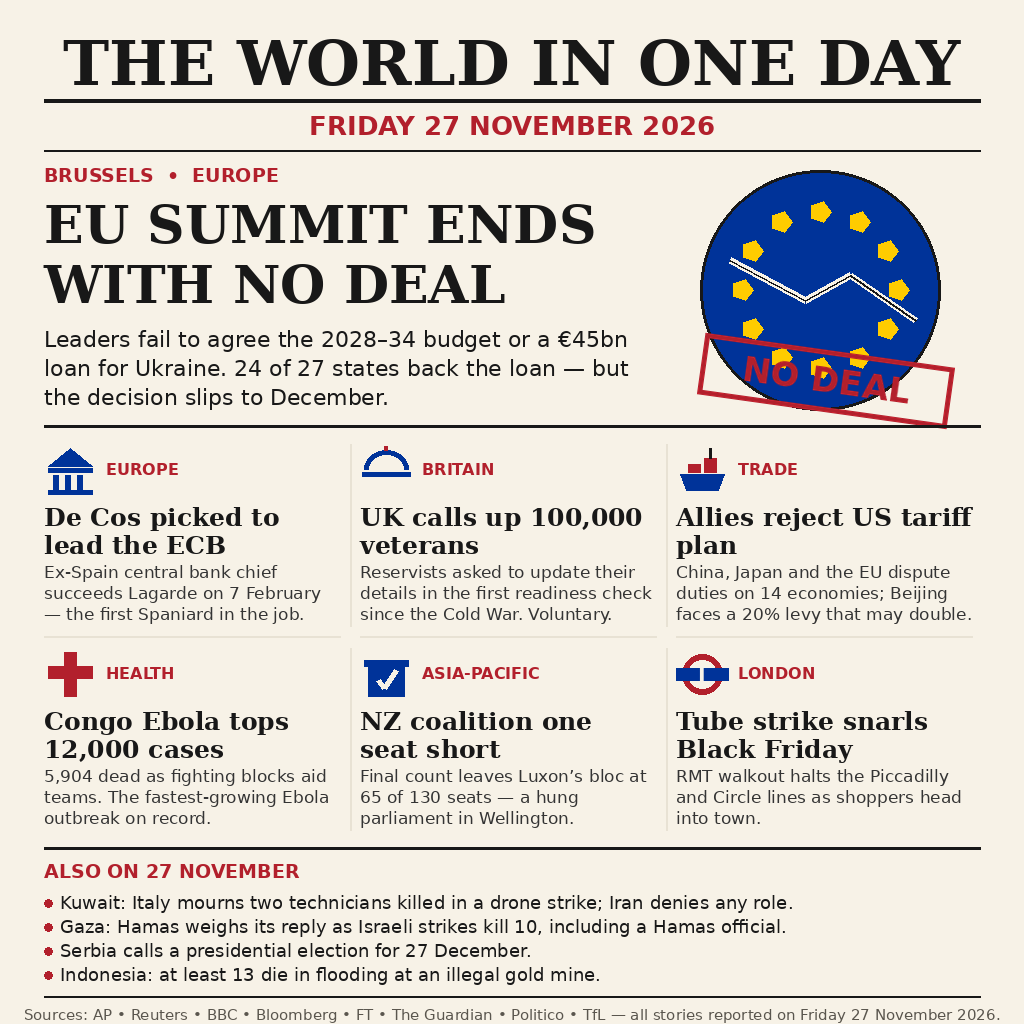 THE WORLD IN ONE DAY
FRIDAY 27 NOVEMBER 2026
BRUSSELS • EUROPE
EU SUMMIT ENDS
WITH NO DEAL
Leaders fail to agree the 2028–34 budget or a €45bn
loan for Ukraine. 24 of 27 states back the loan — but
the decision slips to December.
NO DEAL
EUROPE
De Cos picked to
lead the ECB
Ex-Spain central bank chief
succeeds Lagarde on 7 February
— the first Spaniard in the job.
BRITAIN
UK calls up 100,000
veterans
Reservists asked to update their
details in the first readiness check
since the Cold War. Voluntary.
TRADE
Allies reject US tariff
plan
China, Japan and the EU dispute
duties on 14 economies; Beijing
faces a 20% levy that may double.
HEALTH
Congo Ebola tops
12,000 cases
5,904 dead as fighting blocks aid
teams. The fastest-growing Ebola
outbreak on record.
ASIA-PACIFIC
NZ coalition one
seat short
Final count leaves Luxon’s bloc at
65 of 130 seats — a hung
parliament in Wellington.
LONDON
Tube strike snarls
Black Friday
RMT walkout halts the Piccadilly
and Circle lines as shoppers head
into town.
ALSO ON 27 NOVEMBER
• Kuwait: Italy mourns two technicians killed in a drone strike; Iran denies any role.
• Gaza: Hamas weighs its reply as Israeli strikes kill 10, including a Hamas official.
• Serbia calls a presidential election for 27 December.
• Indonesia: at least 13 die in flooding at an illegal gold mine.
Sources: AP • Reuters • BBC • Bloomberg • FT • The Guardian • Politico • TfL — all stories reported on Friday 27 November 2026.